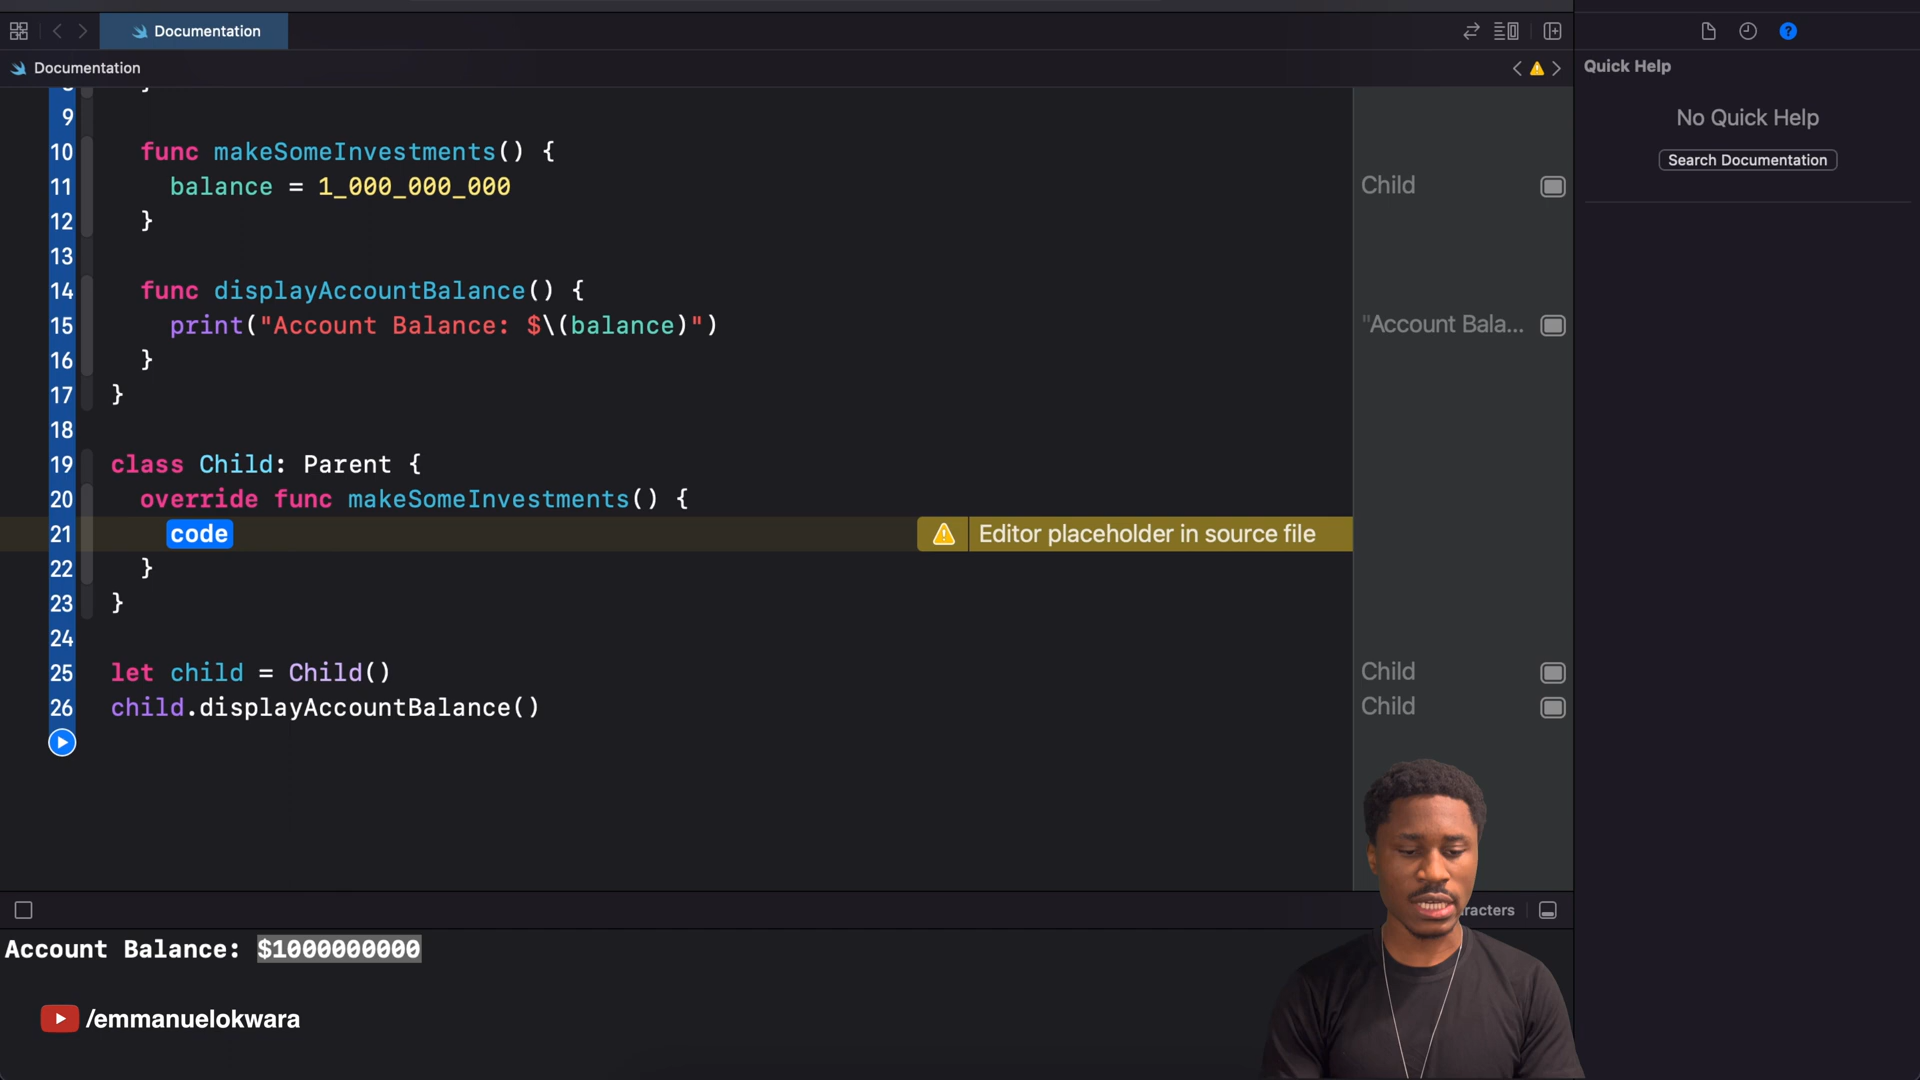 Documentation
Documentation
Quick Help
No Quick Help
Search Documentation
9
10 func makeSomeInvestments() {
11 balance = 1_000_000_000
Child
12 }
13
14 func displayAccountBalance() {
15 print("Account Balance: $\(balance)")
"Account Bala...
16 }
17 }
18
19 class Child: Parent {
20 override func makeSomeInvestments() {
21 code
Editor placeholder in source file
22 }
23 }
24
25 let child = Child()
Child
26 child.displayAccountBalance()
Child
Account Balance: $1000000000
/emmanuelokwara